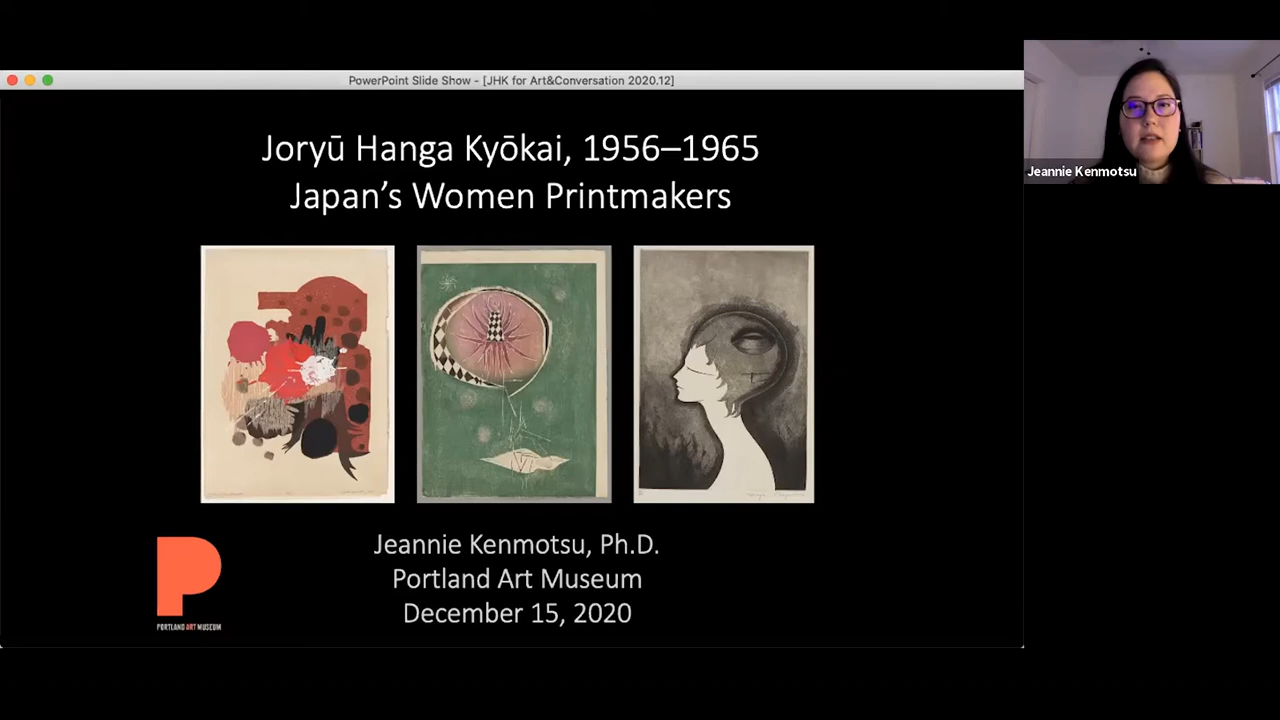 PowerPoint Slide Show - [JHK for Art&Conversation 2020.12]
Joryū Hanga Kyōkai, 1956–1965
Japan's Women Printmakers
Jeannie Kenmotsu
Jeannie Kenmotsu, Ph.D.
Portland Art Museum
December 15, 2020
PORTLAND ART MUSEUM